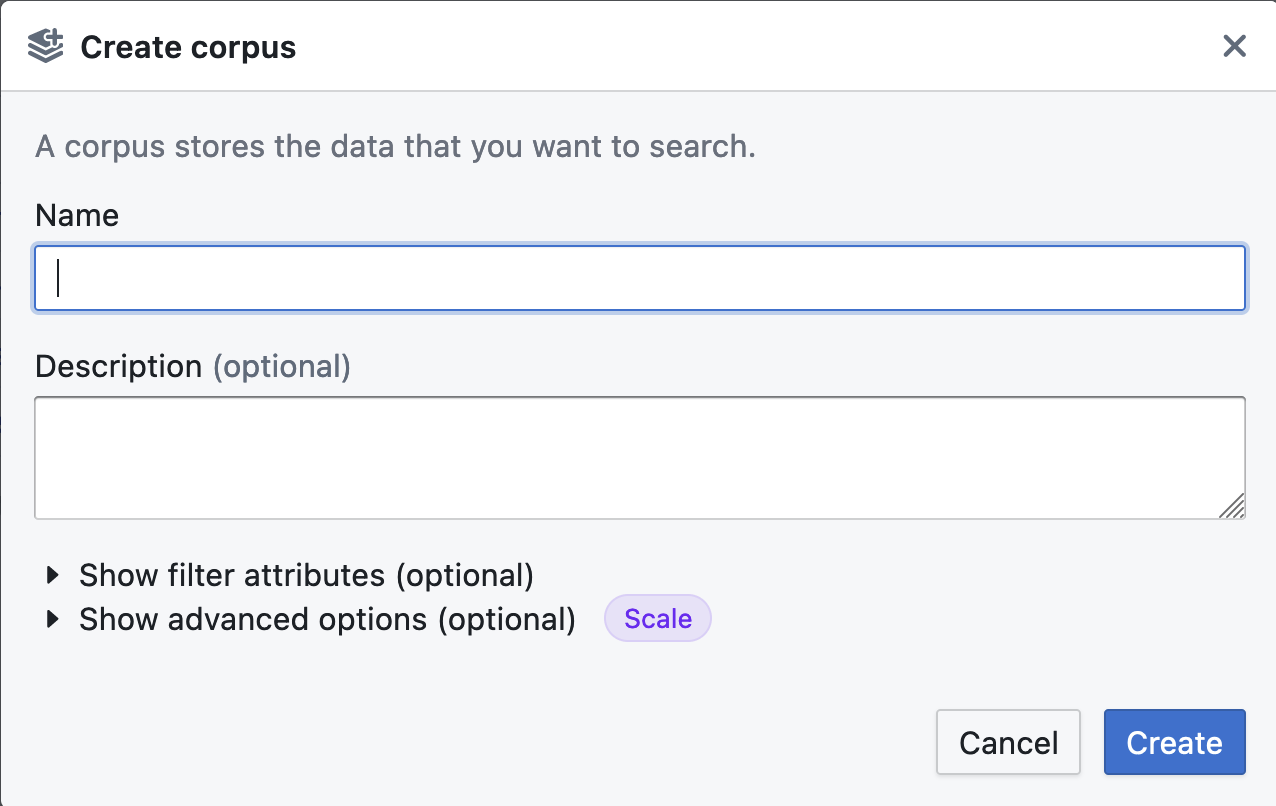 Create corpus
A corpus stores the data that you want to search.
Name
Description (optional)
Show filter attributes (optional)
Show advanced options (optional) Scale
Cancel Create